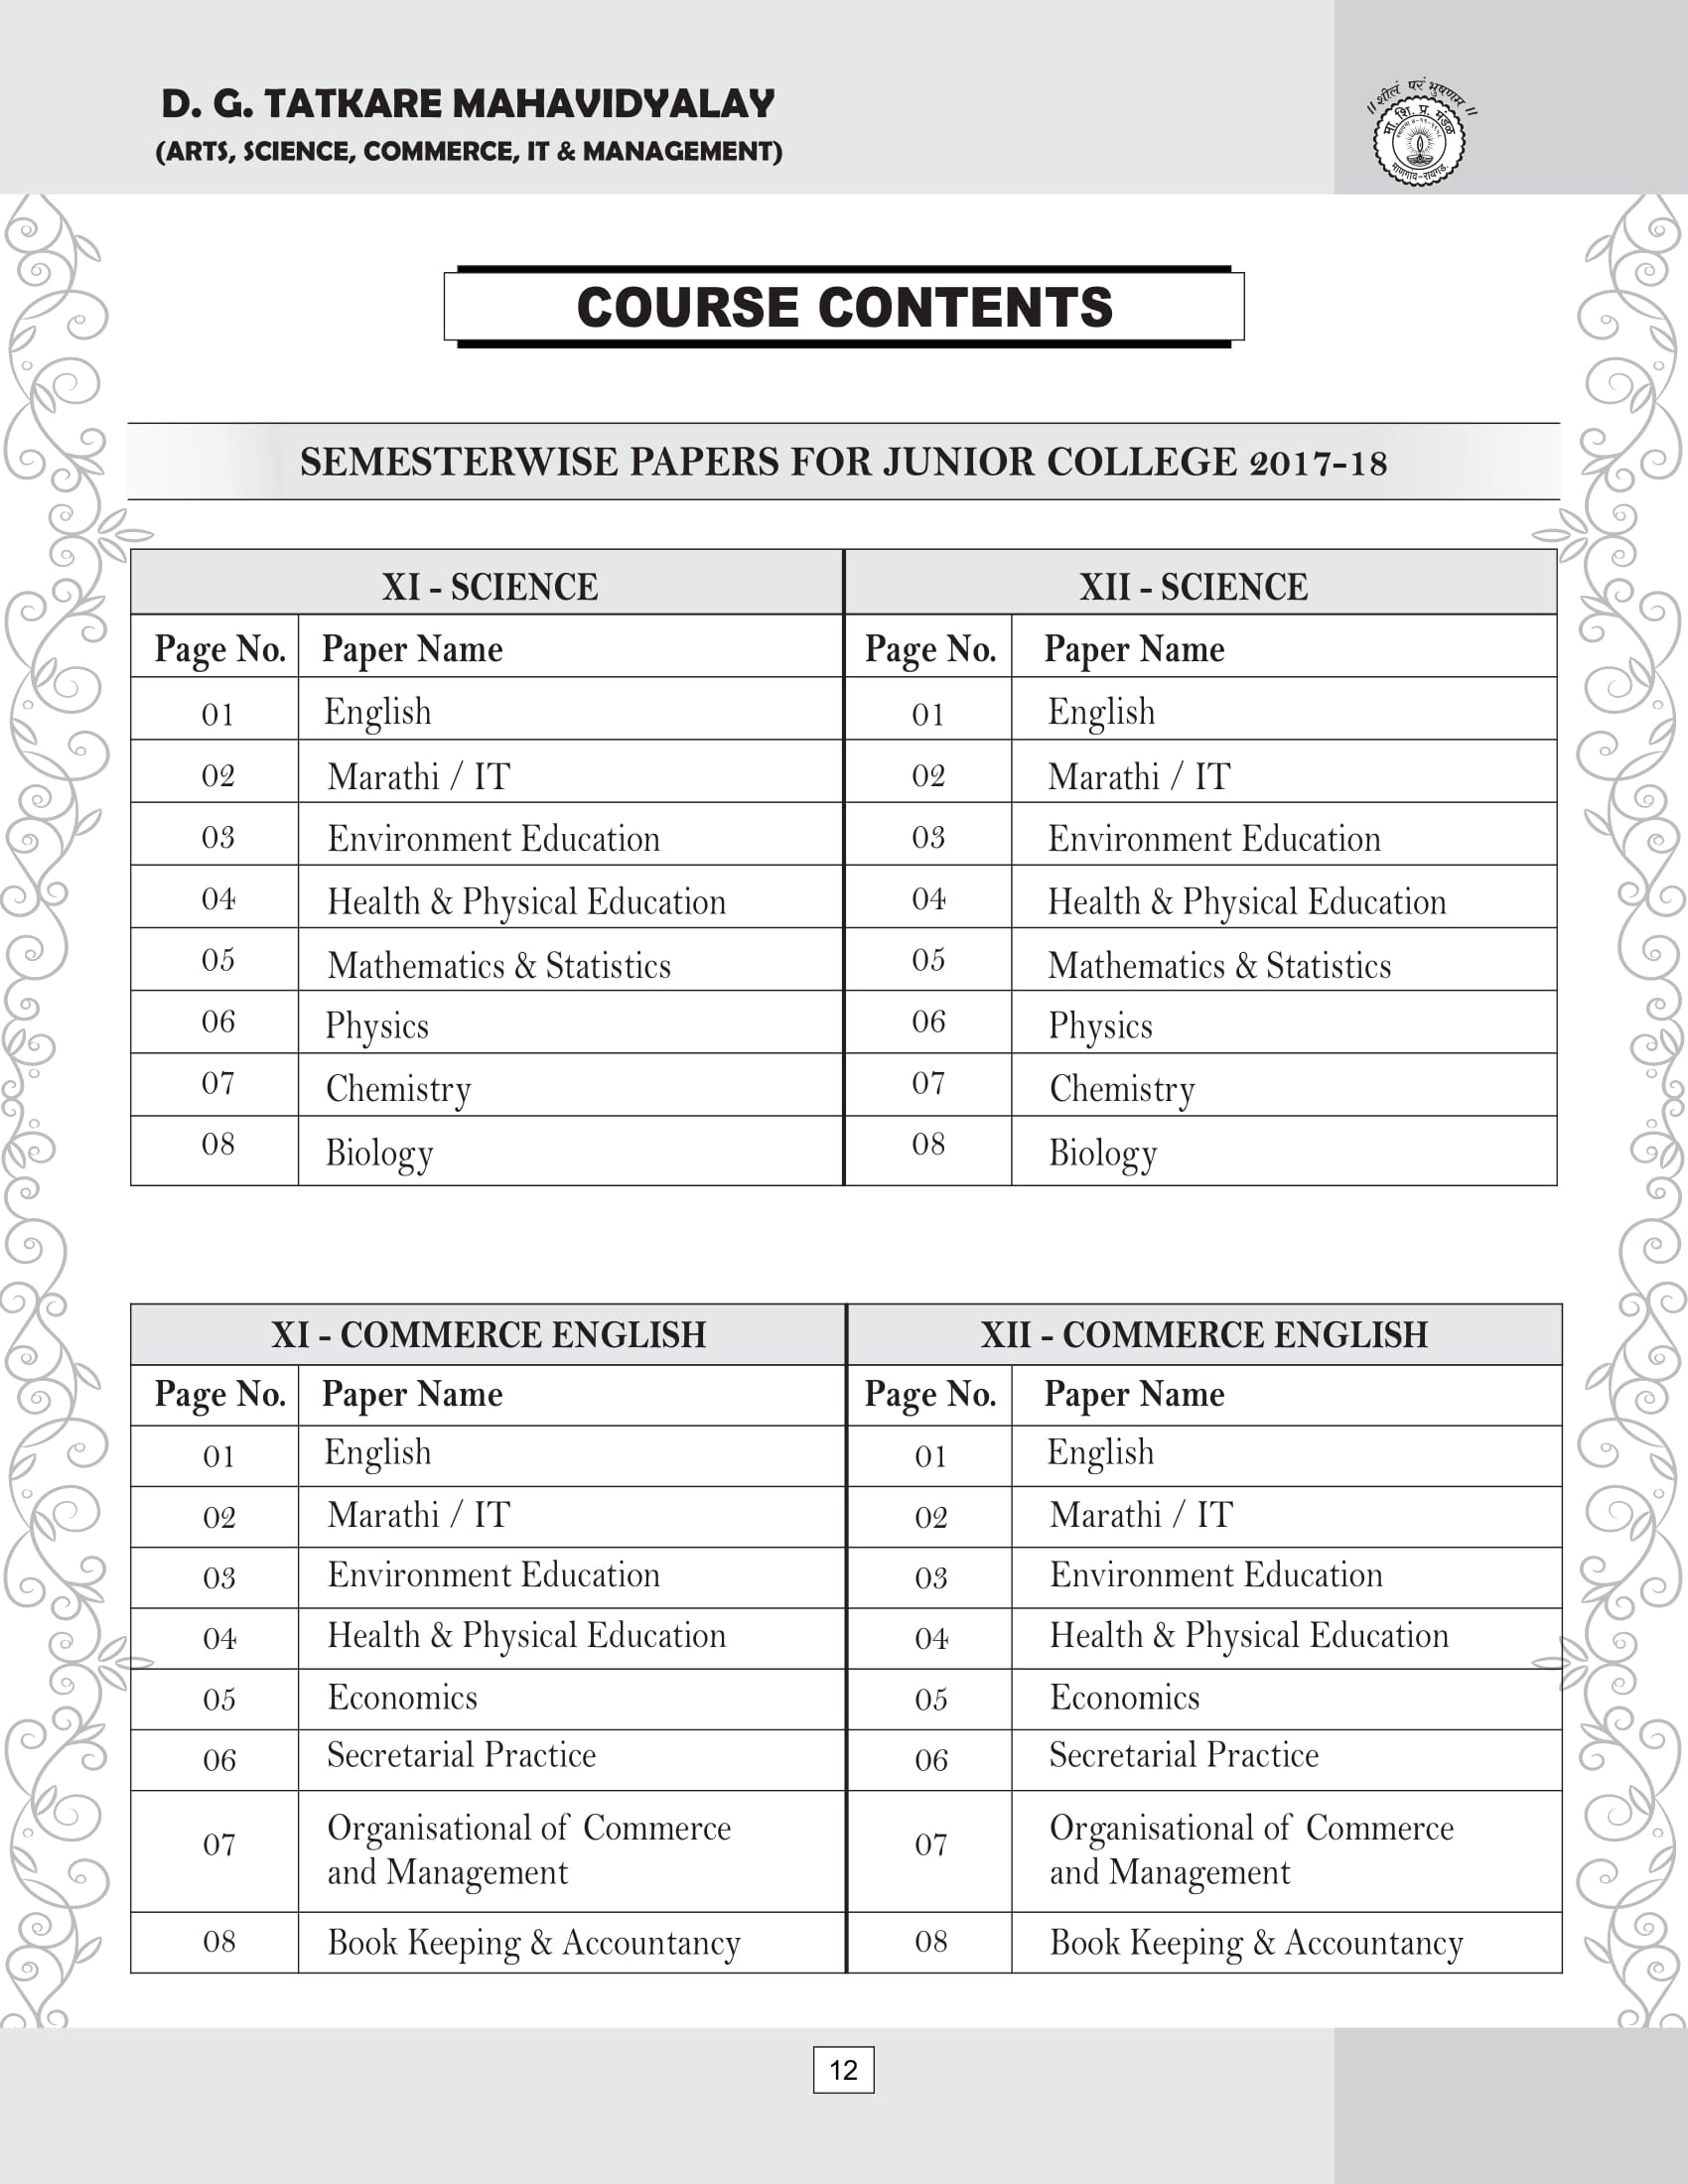 D. G. TATKARE MAHAVIDYALAY
(ARTS, SCIENCE, COMMERCE, IT & MANAGEMENT)
॥ शीलं परं भुषणम ॥
मा. शि. प्र. मंडळ
माणगांव-रायगड.
COURSE CONTENTS
SEMESTERWISE PAPERS FOR JUNIOR COLLEGE 2017-18
XI - SCIENCE XII - SCIENCE
Page No. Paper Name Page No. Paper Name
01 English 01 English
02 Marathi / IT 02 Marathi / IT
03 Environment Education 03 Environment Education
04 Health & Physical Education 04 Health & Physical Education
05 Mathematics & Statistics 05 Mathematics & Statistics
06 Physics 06 Physics
07 Chemistry 07 Chemistry
08 Biology 08 Biology
XI - COMMERCE ENGLISH XII - COMMERCE ENGLISH
Page No. Paper Name Page No. Paper Name
01 English 01 English
02 Marathi / IT 02 Marathi / IT
03 Environment Education 03 Environment Education
04 Health & Physical Education 04 Health & Physical Education
05 Economics 05 Economics
06 Secretarial Practice 06 Secretarial Practice
07 Organisational of Commerce 07 Organisational of Commerce
and Management and Management
08 Book Keeping & Accountancy 08 Book Keeping & Accountancy
12